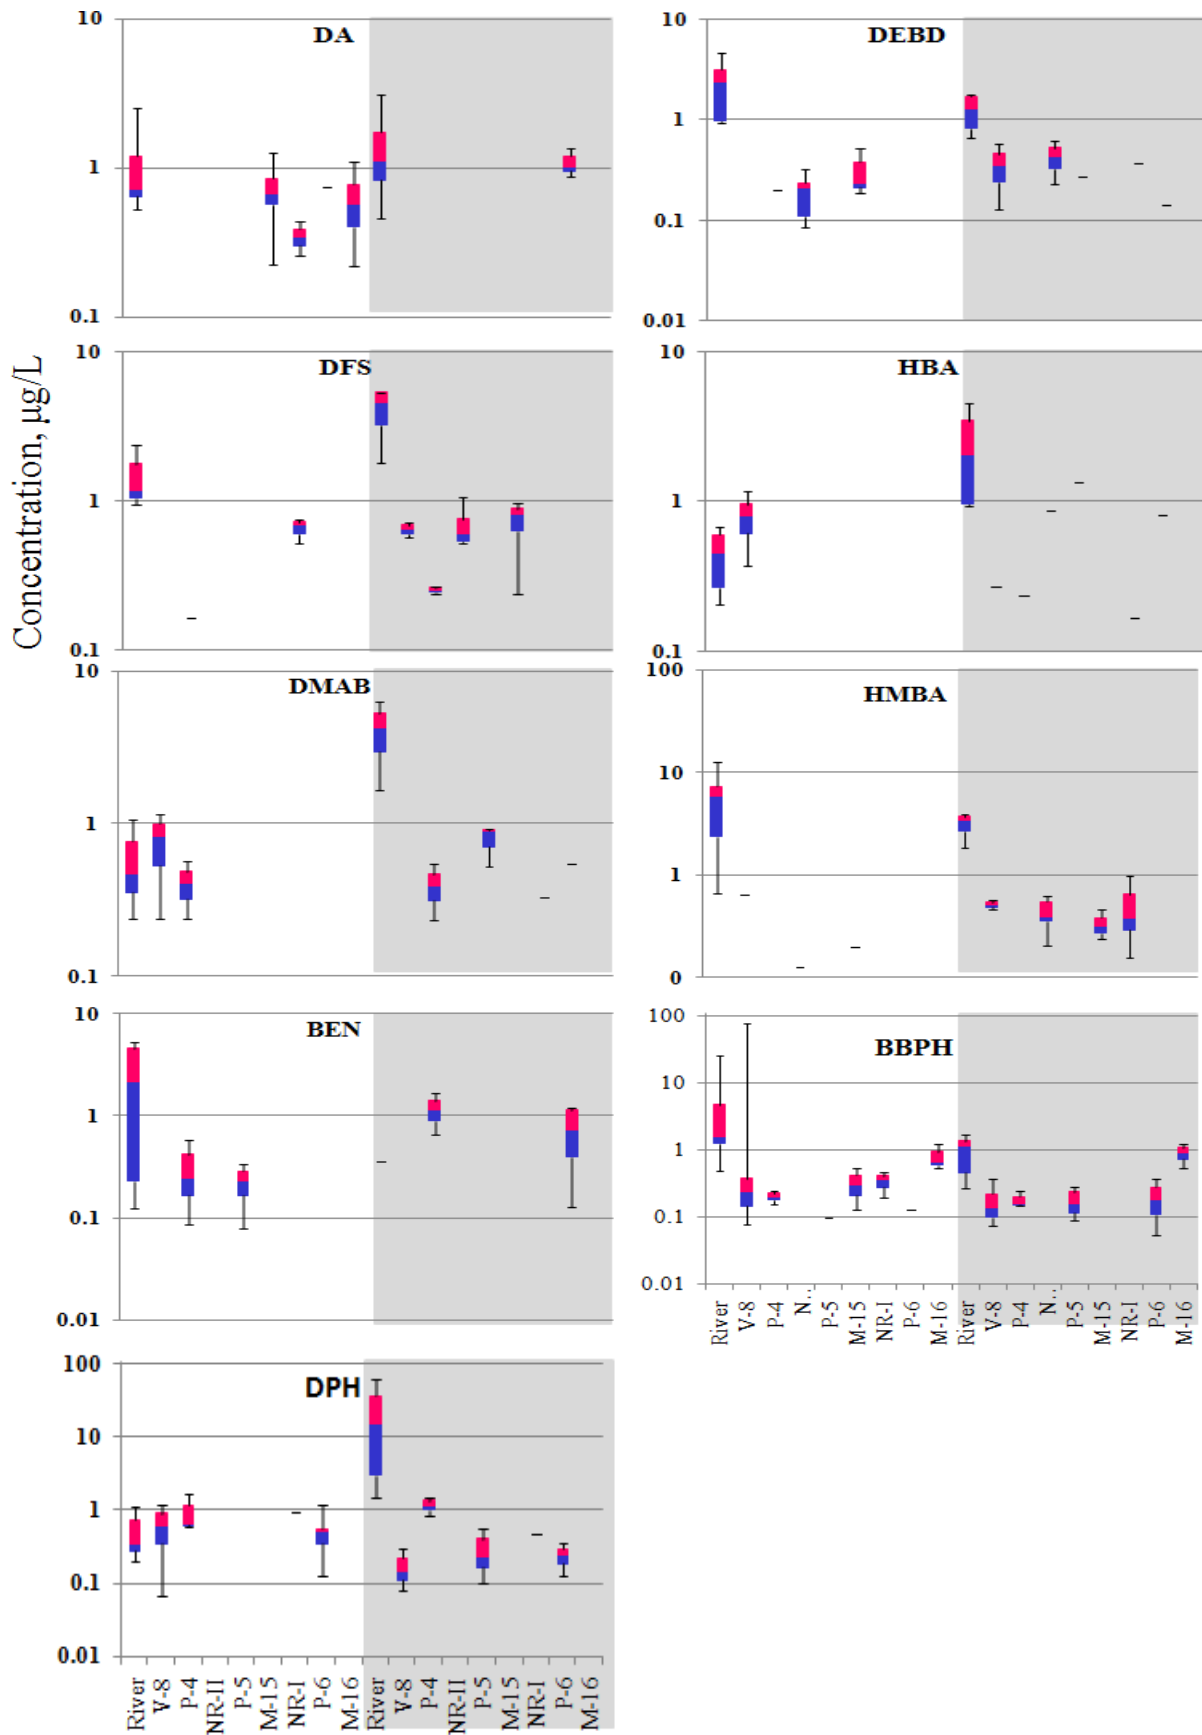 Concentration, µg/L
DA
10
1
0.1
DEBD
10
1
0.1
0.01
DFS
10
1
0.1
HBA
10
1
0.1
DMAB
10
1
0.1
HMBA
100
10
1
0
BEN
10
1
0.1
0.01
BBPH
100
10
1
0.1
0.01
River
V-8
P-4
N..
P-5
M-15
NR-I
P-6
M-16
River
V-8
P-4
N..
P-5
M-15
NR-I
P-6
M-16
DPH
100
10
1
0.1
0.01
River
V-8
P-4
NR-II
P-5
M-15
NR-I
P-6
M-16
River
V-8
P-4
NR-II
P-5
M-15
NR-I
P-6
M-16